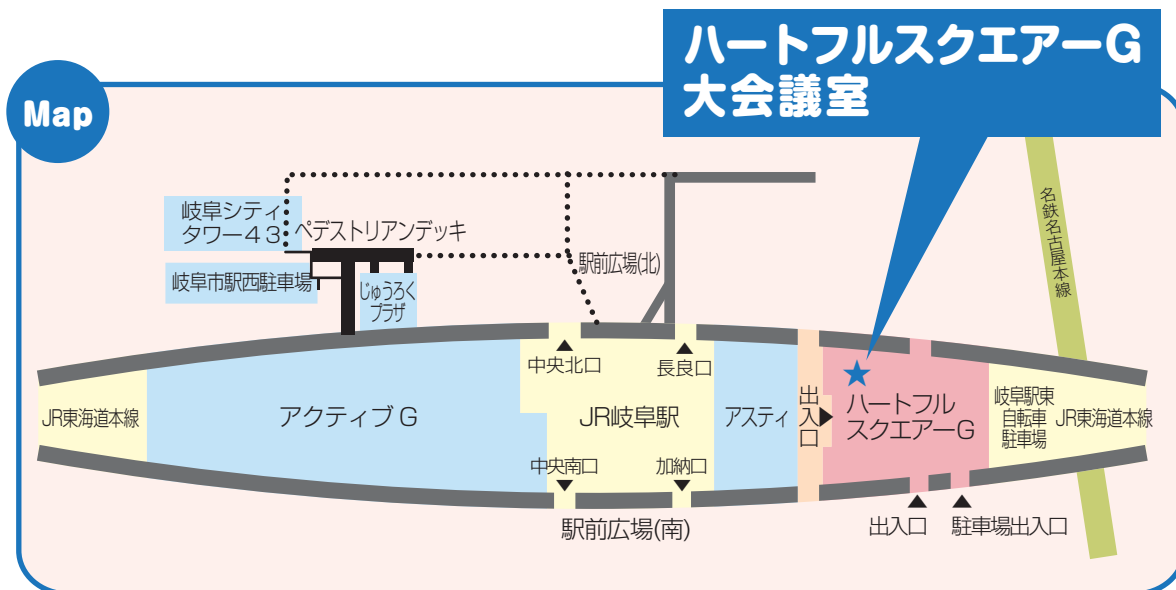 ハートフルスクエアーG
大会議室
Map
名鉄名古屋本線
岐阜シティ
タワー43
ペデストリアンデッキ
駅前広場(北)
岐阜市駅西駐車場
じゅうろく
プラザ
中央北口
長良口
JR東海道本線
アクティブG
JR岐阜駅
アスティ
出入口
ハートフル
スクエアーG
岐阜駅東
自転車
駐車場
JR東海道本線
中央南口
加納口
駅前広場(南)
出入口
駐車場出入口